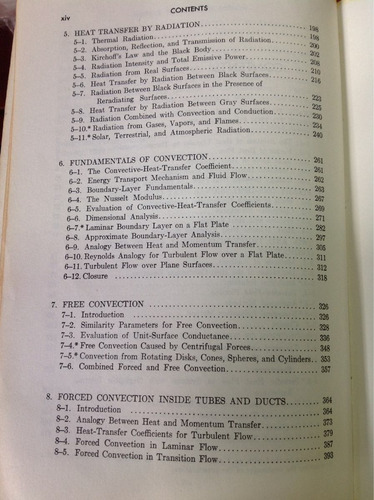 xiv CONTENTS
5. HEAT TRANSFER BY RADIATION 198
5–1. Thermal Radiation 198
5–2. Absorption, Reflection, and Transmission of Radiation 200
5–3. Kirchoff's Law and the Black Body 202
5–4. Radiation Intensity and Total Emissive Power 208
5–5. Radiation from Real Surfaces 210
5–6. Heat Transfer by Radiation Between Black Surfaces 216
5–7. Radiation Between Black Surfaces in the Presence of
Reradiating Surfaces 223
5–8. Heat Transfer by Radiation Between Gray Surfaces 225
5–9. Radiation Combined with Convection and Conduction 230
5–10.* Radiation from Gases, Vapors, and Flames 234
5–11.* Solar, Terrestrial, and Atmospheric Radiation 246
6. FUNDAMENTALS OF CONVECTION 261
6–1. The Convective-Heat-Transfer Coefficient 261
6–2. Energy Transport Mechanism and Fluid Flow 261
6–3. Boundary-Layer Fundamentals 263
6–4. The Nusselt Modulus 267
6–5. Evaluation of Convective-Heat-Transfer Coefficients 269
6–6. Dimensional Analysis 271
6–7.* Laminar Boundary Layer on a Flat Plate 282
6–8. Approximate Boundary-Layer Analysis 297
6–9. Analogy Between Heat and Momentum Transfer 305
6–10. Reynolds Analogy for Turbulent Flow over a Flat Plate 311
6–11. Turbulent Flow over Plane Surfaces 312
6–12. Closure 318
7. FREE CONVECTION 326
7–1. Introduction 326
7–2. Similarity Parameters for Free Convection 328
7–3. Evaluation of Unit-Surface Conductance 336
7–4.* Free Convection Caused by Centrifugal Forces 348
7–5.* Convection from Rotating Disks, Cones, Spheres, and Cylinders 353
7–6. Combined Forced and Free Convection 357
8. FORCED CONVECTION INSIDE TUBES AND DUCTS 364
8–1. Introduction 364
8–2. Analogy Between Heat and Momentum Transfer 373
8–3. Heat-Transfer Coefficients for Turbulent Flow 379
8–4. Forced Convection in Laminar Flow 387
8–5. Forced Convection in Transition Flow 393